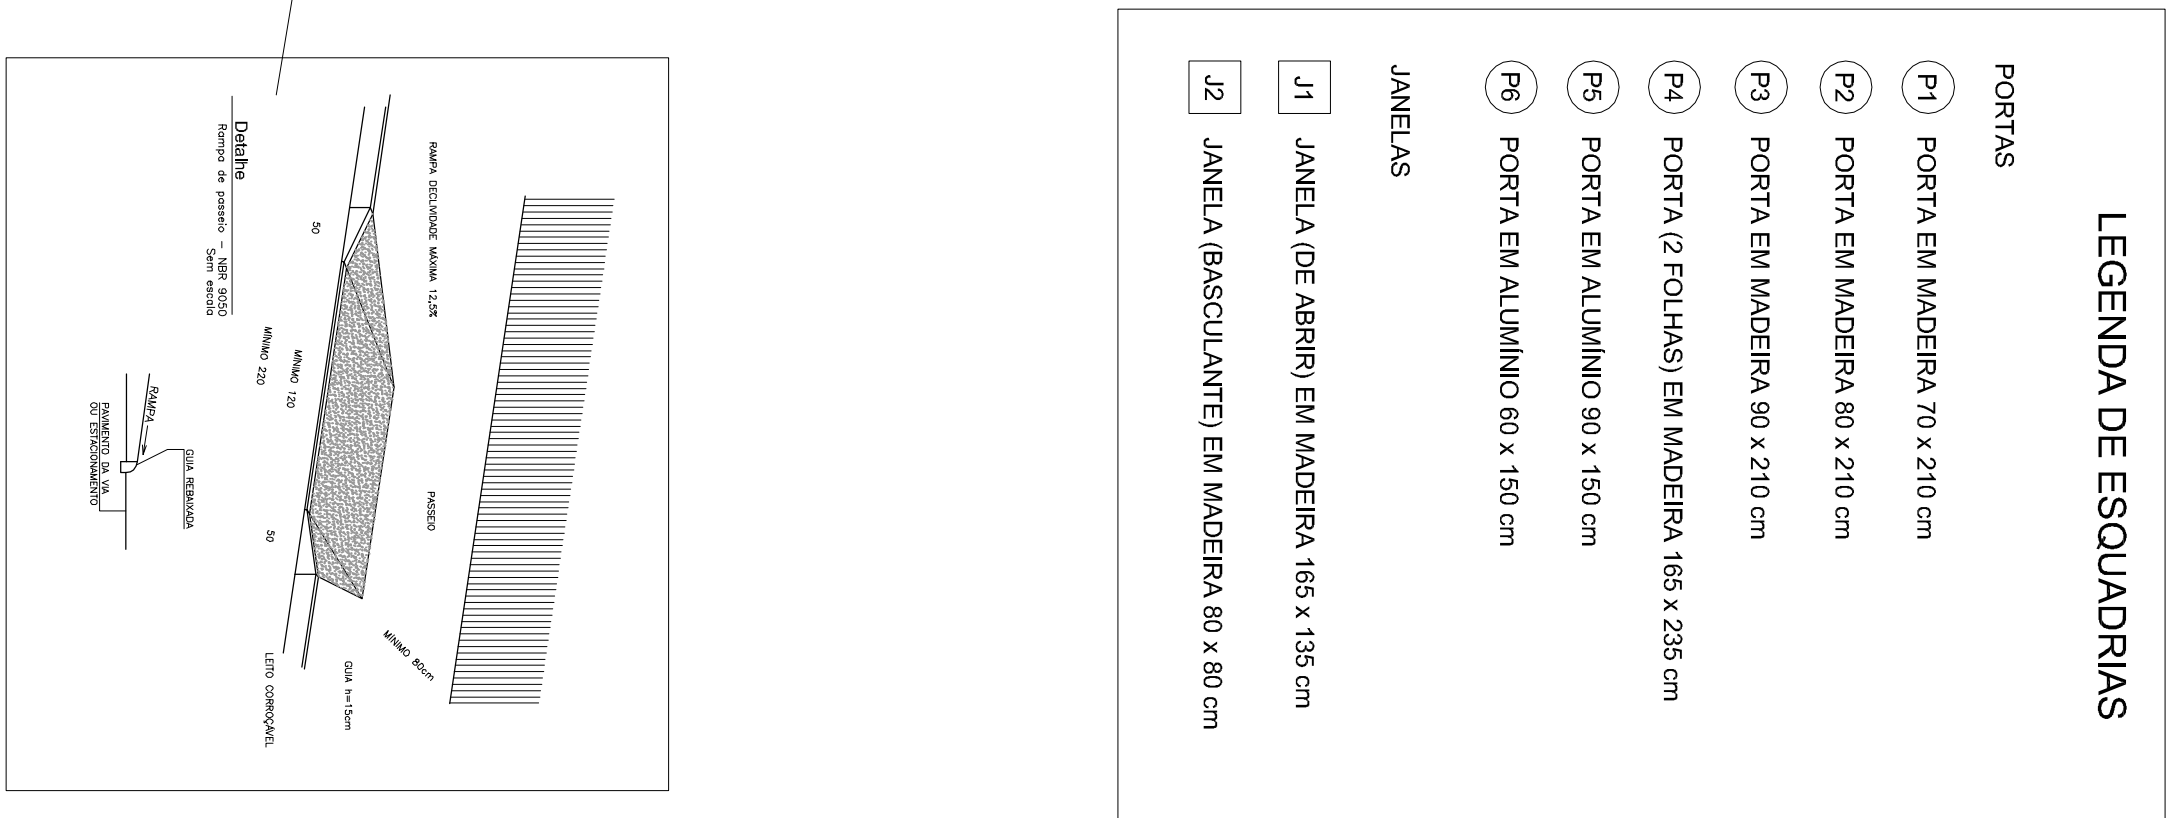 LEGENDA DE ESQUADRIAS
PORTAS
P1 PORTA EM MADEIRA 70 x 210 cm
P2 PORTA EM MADEIRA 80 x 210 cm
P3 PORTA EM MADEIRA 90 x 210 cm
P4 PORTA (2 FOLHAS) EM MADEIRA 165 x 235 cm
P5 PORTA EM ALUMÍNIO 90 x 150 cm
P6 PORTA EM ALUMÍNIO 60 x 150 cm
JANELAS
J1 JANELA (DE ABRIR) EM MADEIRA 165 x 135 cm
J2 JANELA (BASCULANTE) EM MADEIRA 80 x 80 cm
RAMPA DECLIVIDADE MÁXIMA 12,5%
PASSEIO
MÍNIMO 80cm
GUIA h=15cm
50
MÍNIMO 120
MÍNIMO 220
50
LEITO CORROÇÁVEL
Detalhe
Rampa de passeio - NBR 9050
Sem escala
GUIA REBAIXADA
RAMPA
PAVIMENTO DA VIA
OU ESTACIONAMENTO